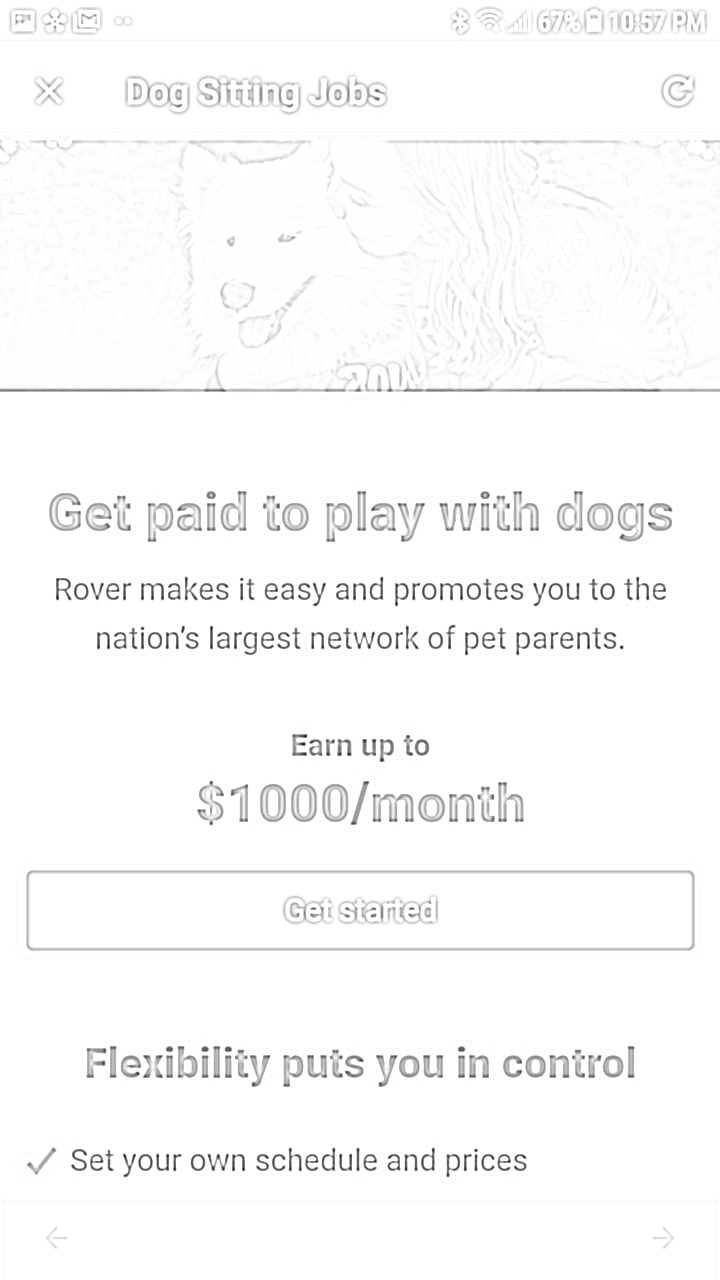 67% 10:57 PM
Dog Sitting Jobs
Get paid to play with dogs
Rover makes it easy and promotes you to the
nation's largest network of pet parents.
Earn up to
$1000/month
Get started
Flexibility puts you in control
Set your own schedule and prices